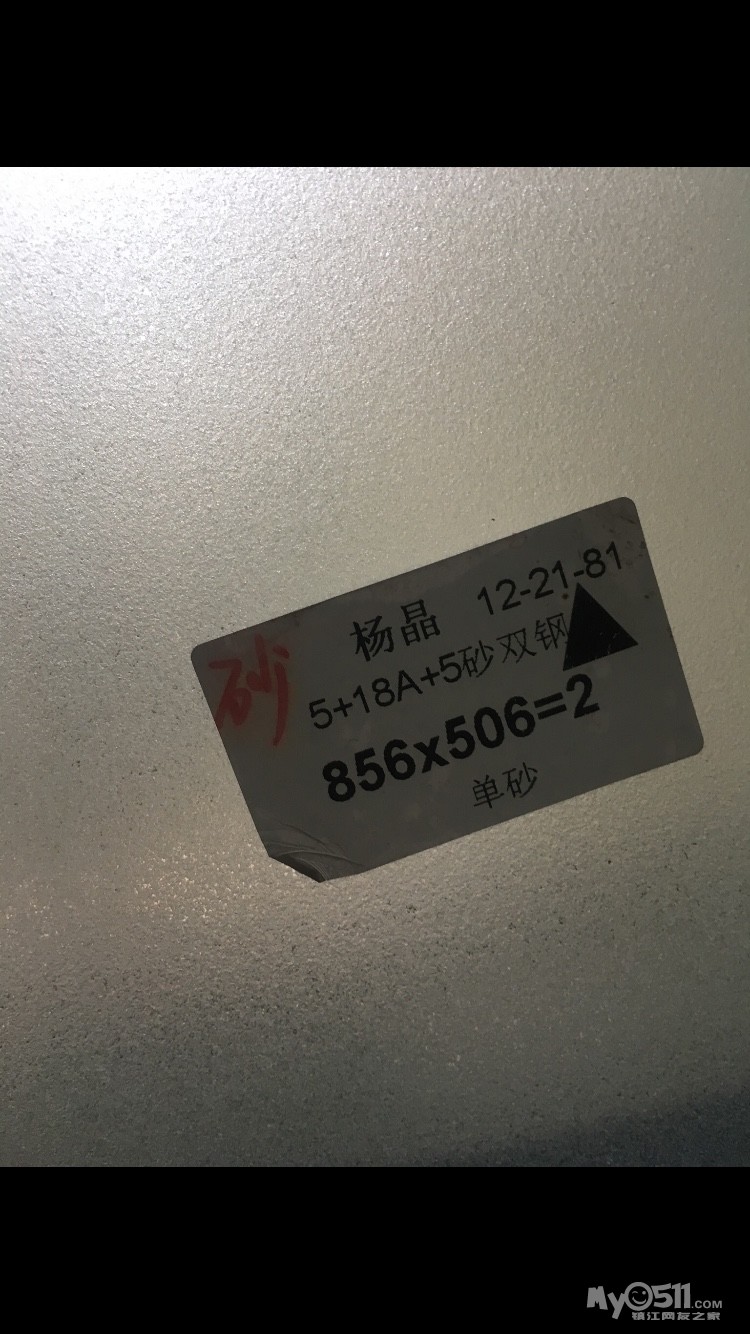 杨晶 12-21-81
砂
5+18A+5砂双钢
856x506=2
单砂
My0511.COM
镇江网友之家